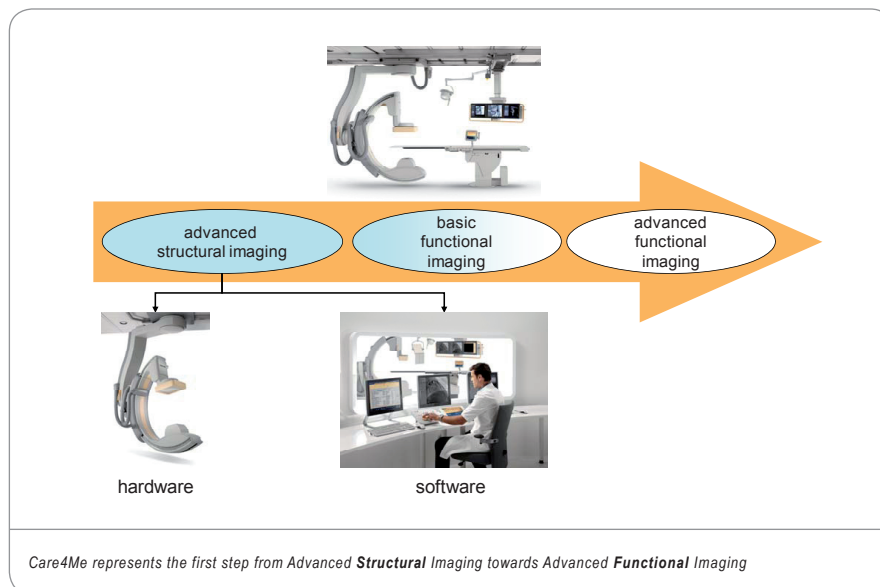 advanced
structural imaging
basic
functional
imaging
advanced
functional
imaging
hardware
software
Care4Me represents the first step from Advanced Structural Imaging towards Advanced Functional Imaging